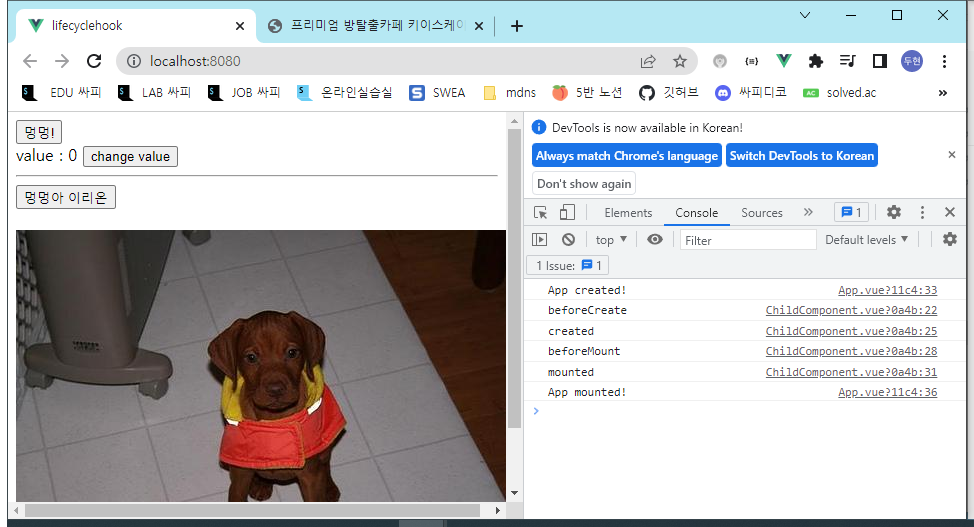 lifecyclehook
프리미엄 방탈출카페 키이스케이
localhost:8080
두현
EDU 싸피 LAB 싸피 JOB 싸피 온라인실습실 SWEA mdns 5반 노션 깃허브 싸피디코 solved.ac »
멍멍!
value : 0 change value
멍멍아 이리온
DevTools is now available in Korean!
Always match Chrome's language Switch DevTools to Korean
Don't show again
Elements Console Sources » 1
top Filter Default levels
1 Issue: 1
App created! App.vue?11c4:33
beforeCreate ChildComponent.vue?0a4b:22
created ChildComponent.vue?0a4b:25
beforeMount ChildComponent.vue?0a4b:28
mounted ChildComponent.vue?0a4b:31
App mounted! App.vue?11c4:36